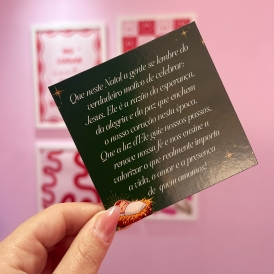 Que neste Natal a gente se lembre do
verdadeiro motivo de celebrar:
Jesus. Ele é a razão da esperança,
da alegria e da paz que enchem
o nosso coração nesta época.
Que a luz d'Ele guie nossos passos,
renove nossa fé e nos ensine a
valorizar o que realmente importa
a vida, o amor e a presença
de quem amamos.